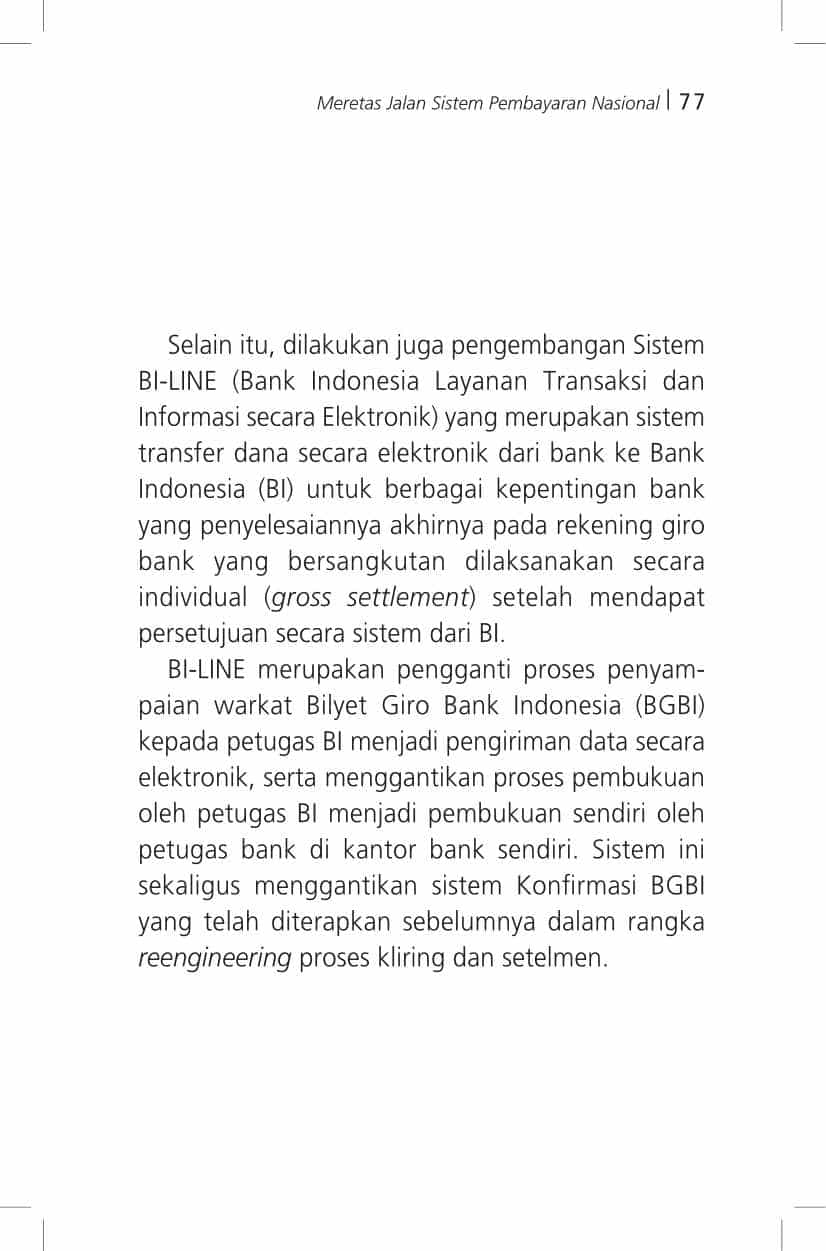 Meretas Jalan Sistem Pembayaran Nasional | 77
Selain itu, dilakukan juga pengembangan Sistem
BI-LINE (Bank Indonesia Layanan Transaksi dan
Informasi secara Elektronik) yang merupakan sistem
transfer dana secara elektronik dari bank ke Bank
Indonesia (BI) untuk berbagai kepentingan bank
yang penyelesaiannya akhirnya pada rekening giro
bank yang bersangkutan dilaksanakan secara
individual (gross settlement) setelah mendapat
persetujuan secara sistem dari BI.
BI-LINE merupakan pengganti proses penyam-
paian warkat Bilyet Giro Bank Indonesia (BGBI)
kepada petugas BI menjadi pengiriman data secara
elektronik, serta menggantikan proses pembukuan
oleh petugas BI menjadi pembukuan sendiri oleh
petugas bank di kantor bank sendiri. Sistem ini
sekaligus menggantikan sistem Konfirmasi BGBI
yang telah diterapkan sebelumnya dalam rangka
reengineering proses kliring dan setelmen.